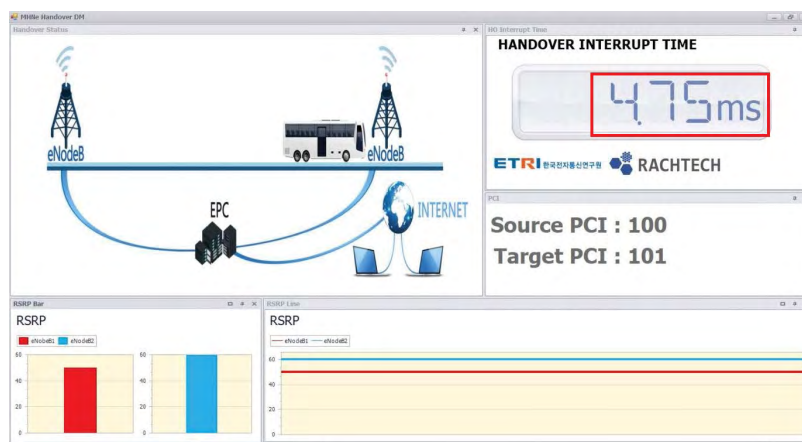 MHNe Handover DM
Handover Status
eNodeB
eNodeB
EPC
INTERNET
HO Interrupt Time
HANDOVER INTERRUPT TIME
4.75ms
ETRI 한국전자통신연구원 RACHTECH
PCI
Source PCI : 100
Target PCI : 101
RSRP Bar
RSRP
eNobeB1 eNodeB2
60
40
20
0
60
40
20
0
RSRP Line
RSRP
eNodeB1 eNodeB2
60
40
20
0